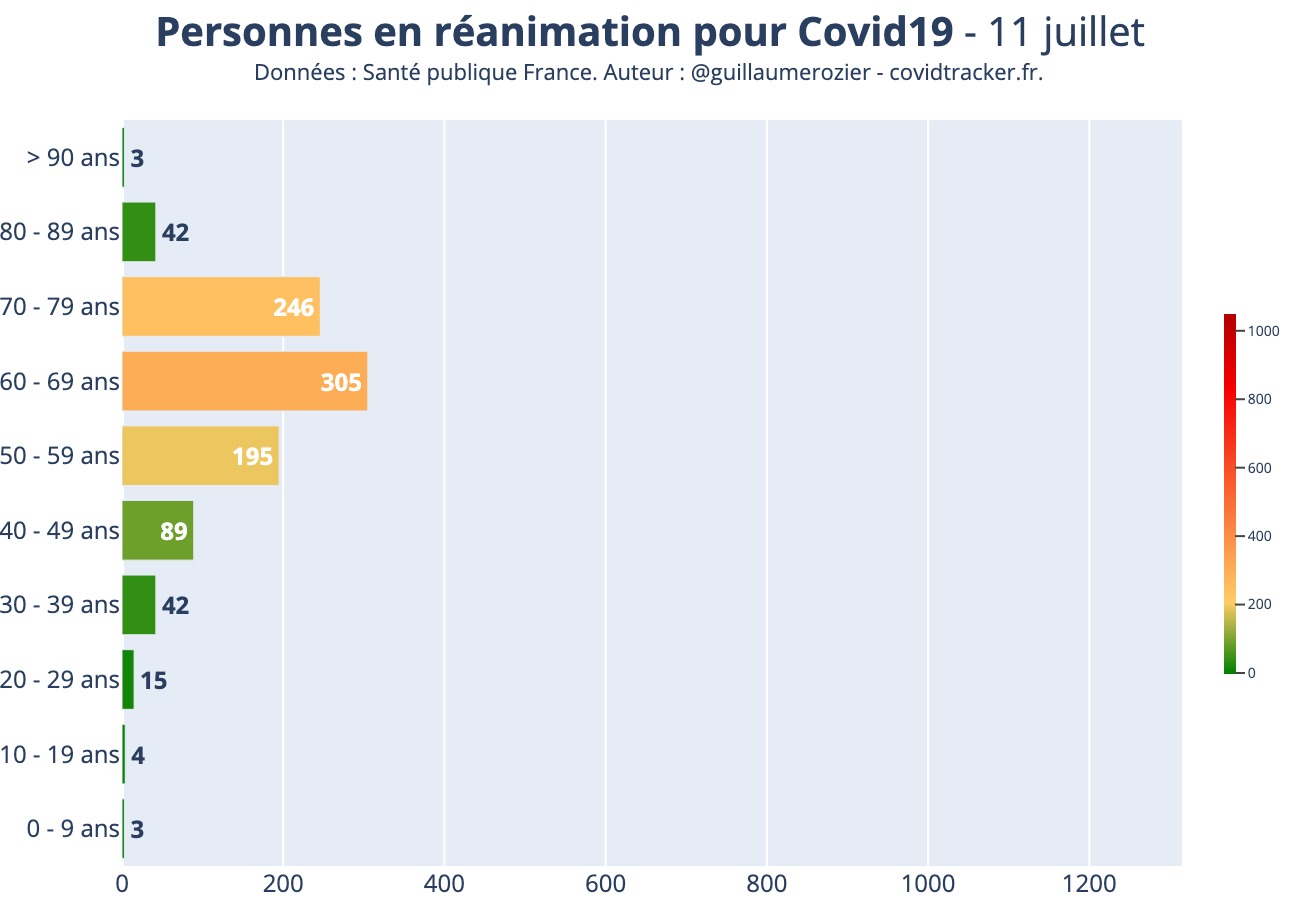 Personnes en réanimation pour Covid19 - 11 juillet
Données : Santé publique France. Auteur : @guillaumerozier - covidtracker.fr.
> 90 ans 3
80 - 89 ans 42
70 - 79 ans 246
60 - 69 ans 305
50 - 59 ans 195
40 - 49 ans 89
30 - 39 ans 42
20 - 29 ans 15
10 - 19 ans 4
0 - 9 ans 3
0 200 400 600 800 1000 1200
1000
800
600
400
200
0